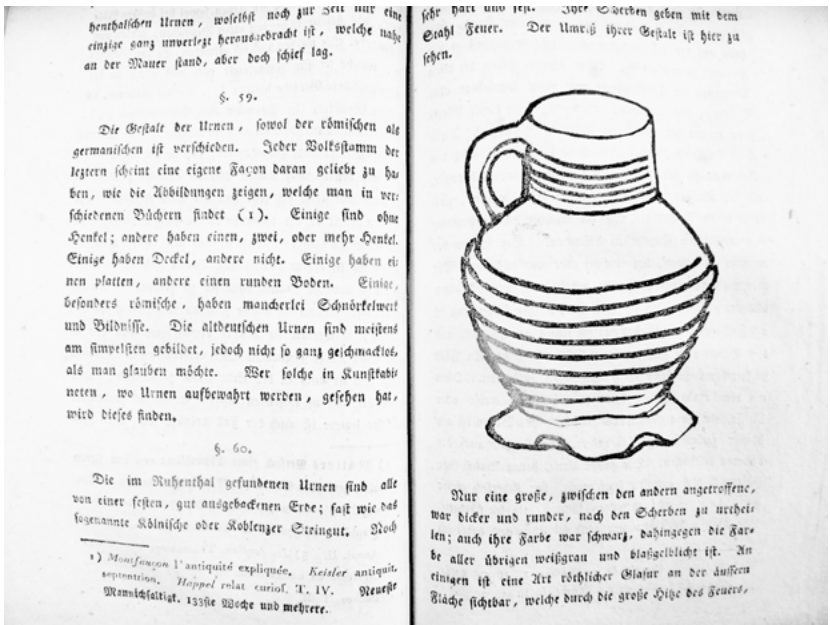 henthalschen Urnen, woselbst noch zur Zeit nur eine
einzige ganz unverlezt herausgebracht ist, welche nahe
an der Mauer stand, aber doch schief lag.
§. 59.
Die Gestalt der Urnen, sowol der römischen als
germanischen ist verschieden. Jeder Volksstamm der
leztern scheint eine eigene Façon daran geliebt zu ha-
ben, wie die Abbildungen zeigen, welche man in ver-
schiedenen Büchern findet (1). Einige sind ohne
Henkel; andere haben einen, zwei, oder mehr Henkel.
Einige haben Deckel, andere nicht. Einige haben ei-
nen platten, andere einen runden Boden. Einige,
besonders römische, haben mancherlei Schnörkelwerk
und Bildnisse. Die altdeutschen Urnen sind meistens
am simpelsten gebildet, jedoch nicht so ganz geschmacklos,
als man glauben möchte. Wer solche in Kunstkabi-
neten, wo Urnen aufbewahrt werden, gesehen hat,
wird dieses finden.
§. 60.
Die im Ruhenthal gefundenen Urnen sind alle
von einer festen, gut ausgebackenen Erde; fast wie das
sogenannte Kölnische oder Koblenzer Steingut. Noch
1) Montfauçon l'antiquité expliquée. Keisler antiquit.
septentrion. Happel relat curios. T. IV. Neueste
Mannichfaltigk. 133ste Woche und mehrere.
sehr hart und fest. Ihre Scherben geben mit dem
Stahl Feuer. Der Umriß ihrer Gestalt ist hier zu
sehen.
Nur eine große, zwischen den andern angetroffene,
war dicker und runder, nach den Scherben zu urthei-
len; auch ihre Farbe war schwarz, dahingegen die Far-
be aller übrigen weißgrau und blaßgelblicht ist. An
einigen ist eine Art röthlicher Glasur an der äussern
Fläche sichtbar, welche durch die große Hitze des Feuers,